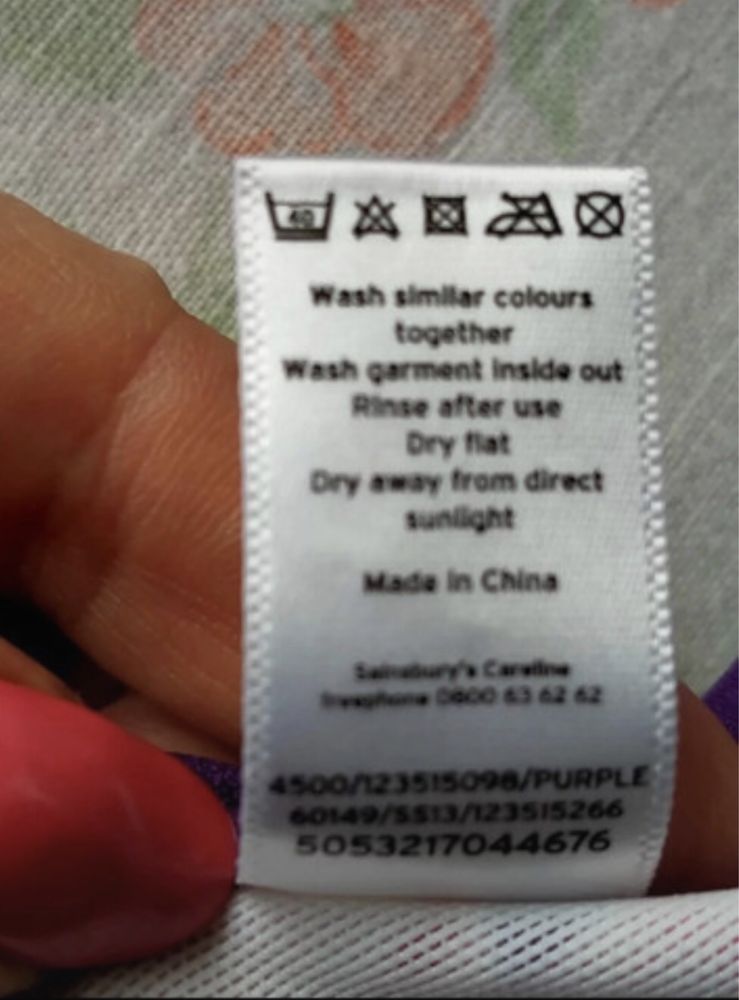 40
Wash similar colours
together
Wash garment inside out
Rinse after use
Dry flat
Dry away from direct
sunlight
Made in China
Sainsbury's Careline
freephone 0800 63 62 62
4500/123515098/PURPLE
60149/SS13/123515266
5053217044676